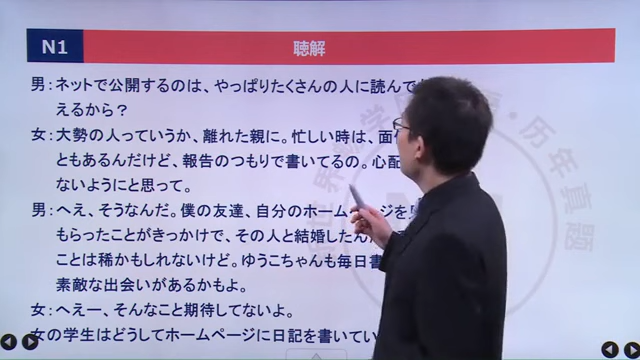 N1 聴解
男：ネットで公開するのは、やっぱりたくさんの人に読んで
えるから？
女：大勢の人っていうか、離れた親に。忙しい時は、面
ともあるんだけど、報告のつもりで書いてるの。心配
ないようにと思って。
男：へえ、そうなんだ。僕の友達、自分のホームページを
もらったことがきっかけで、その人と結婚したん
ことは稀かもしれないけど。ゆうこちゃんも毎日書
素敵な出会いがあるかもよ。
女：へえー、そんなこと期待してないよ。
女の学生はどうしてホームページに日記を書いてい
历年真题